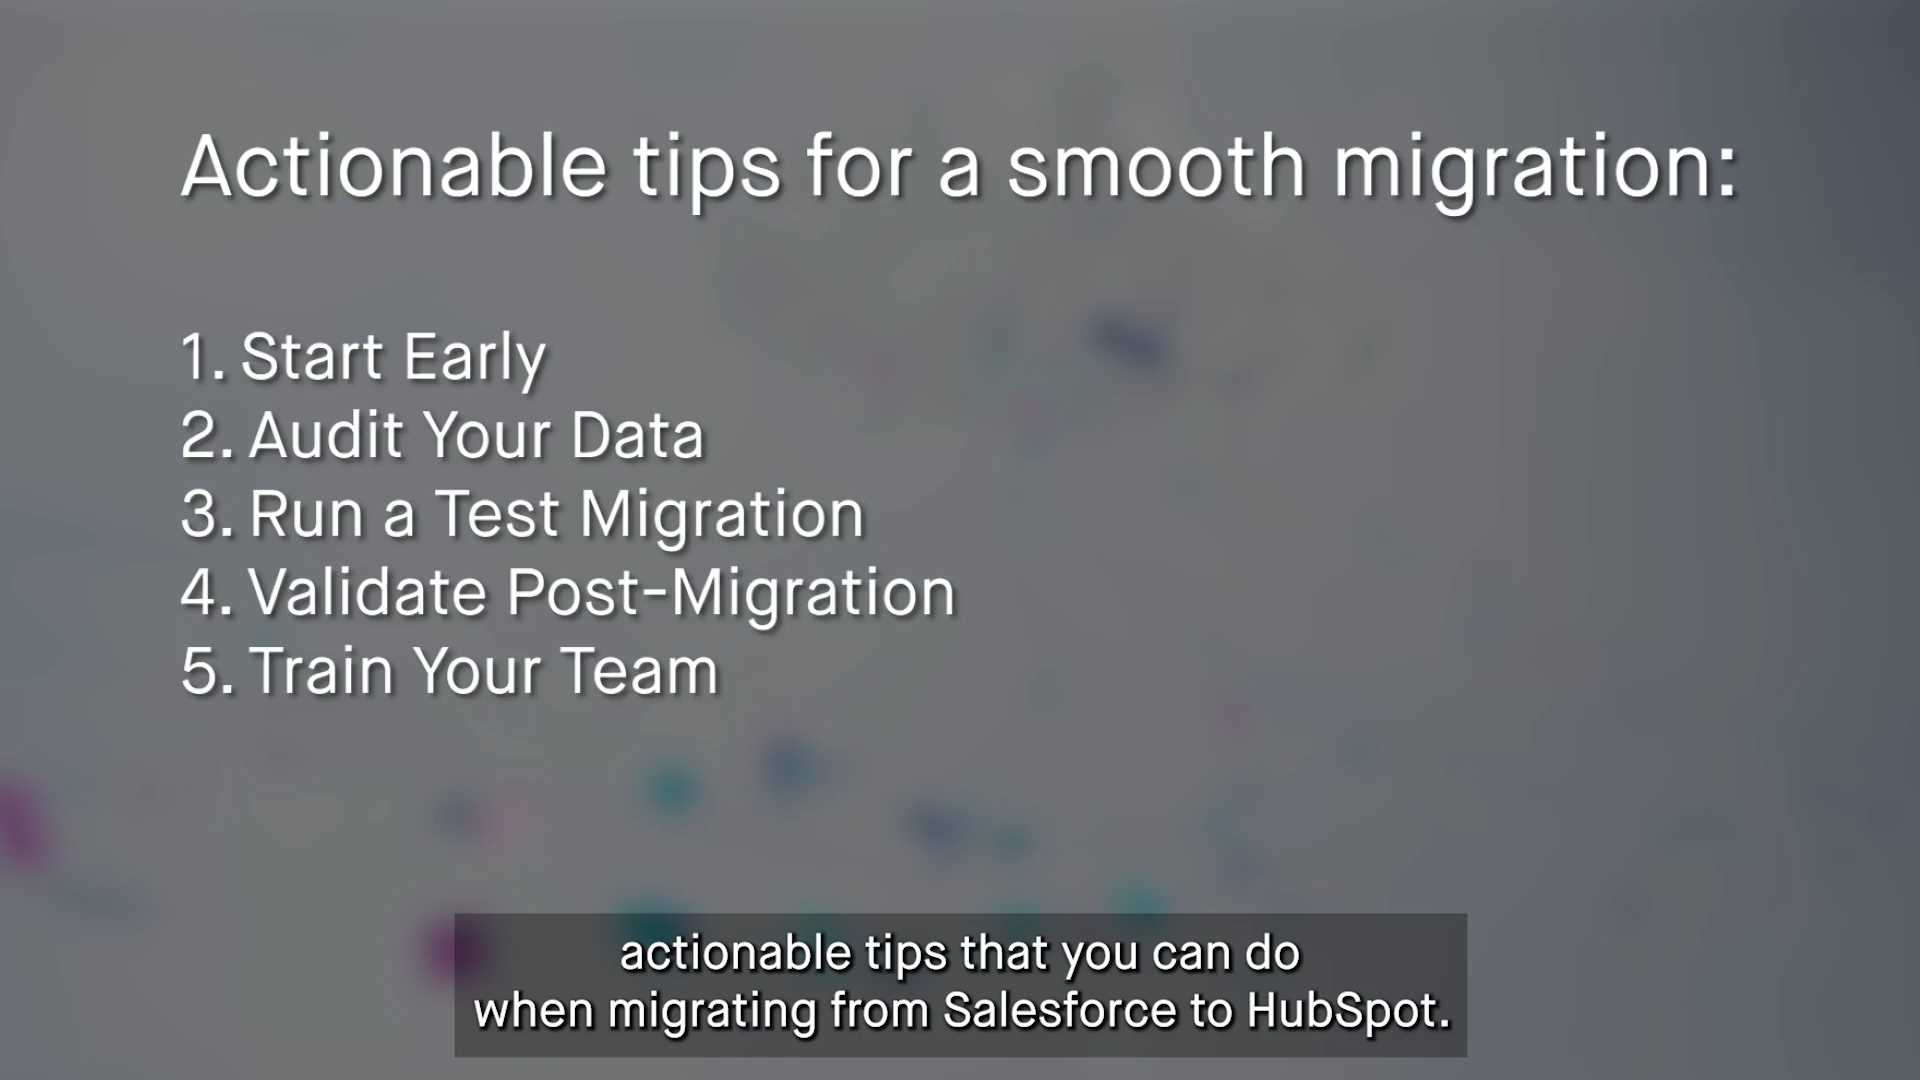 Actionable tips for a smooth migration:
1. Start Early
2. Audit Your Data
3. Run a Test Migration
4. Validate Post-Migration
5. Train Your Team
actionable tips that you can do
when migrating from Salesforce to HubSpot.